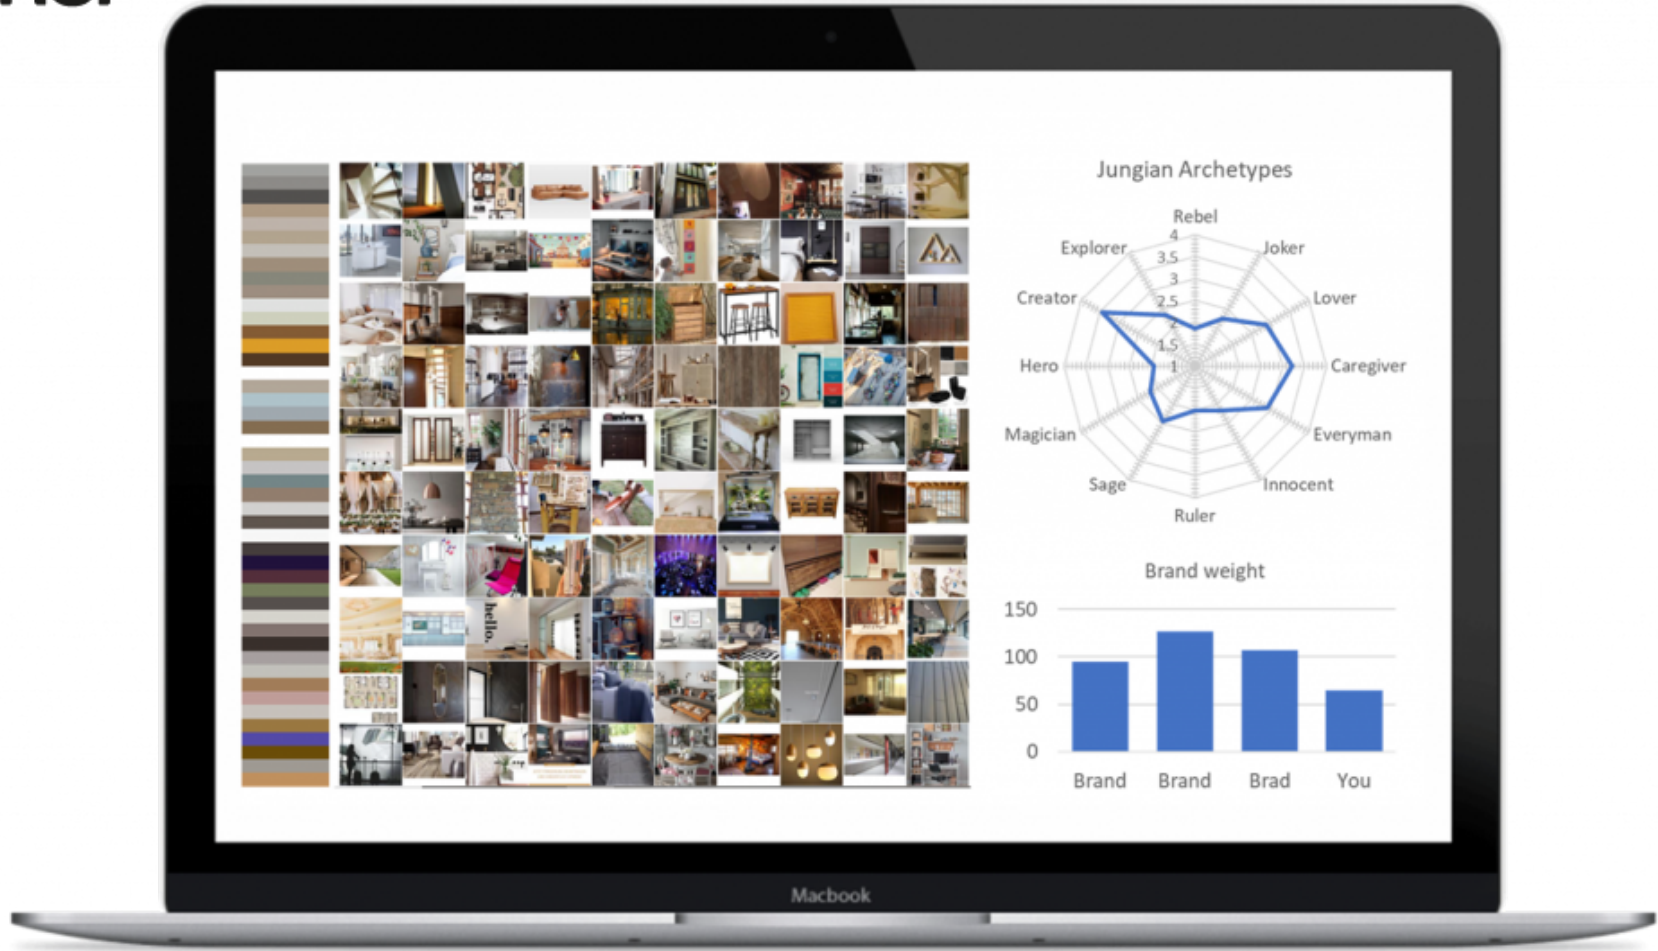 hello.
Jungian Archetypes
Rebel
4
Explorer
Joker
3.5
3
Creator
2.5
Lover
2
1.5
Hero
1
Caregiver
Magician
Everyman
Sage
Innocent
Ruler
Brand weight
150
100
50
0
Brand Brand Brad You
Macbook